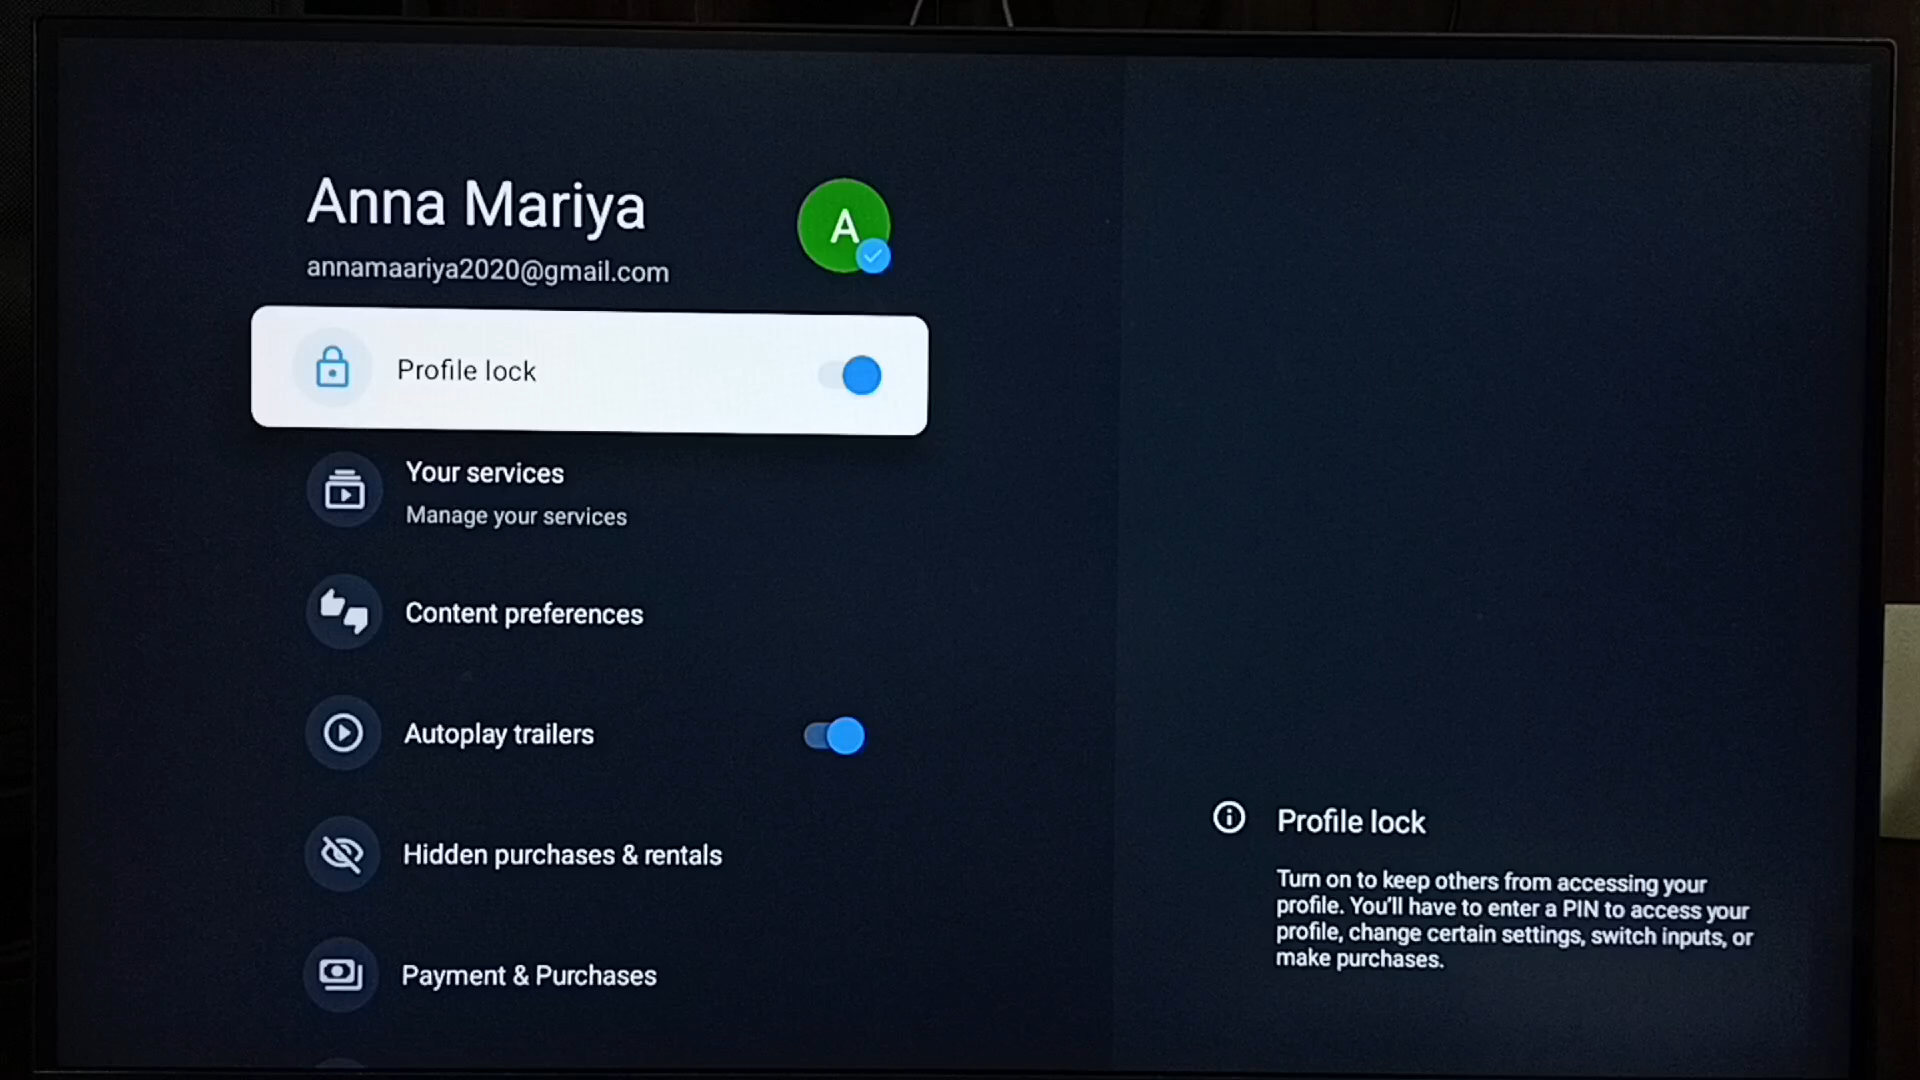 Anna Mariya
A
annamaariya2020@gmail.com
Profile lock
Your services
Manage your services
Content preferences
Autoplay trailers
Hidden purchases & rentals
Payment & Purchases
Profile lock
Turn on to keep others from accessing your
profile. You'll have to enter a PIN to access your
profile, change certain settings, switch inputs, or
make purchases.